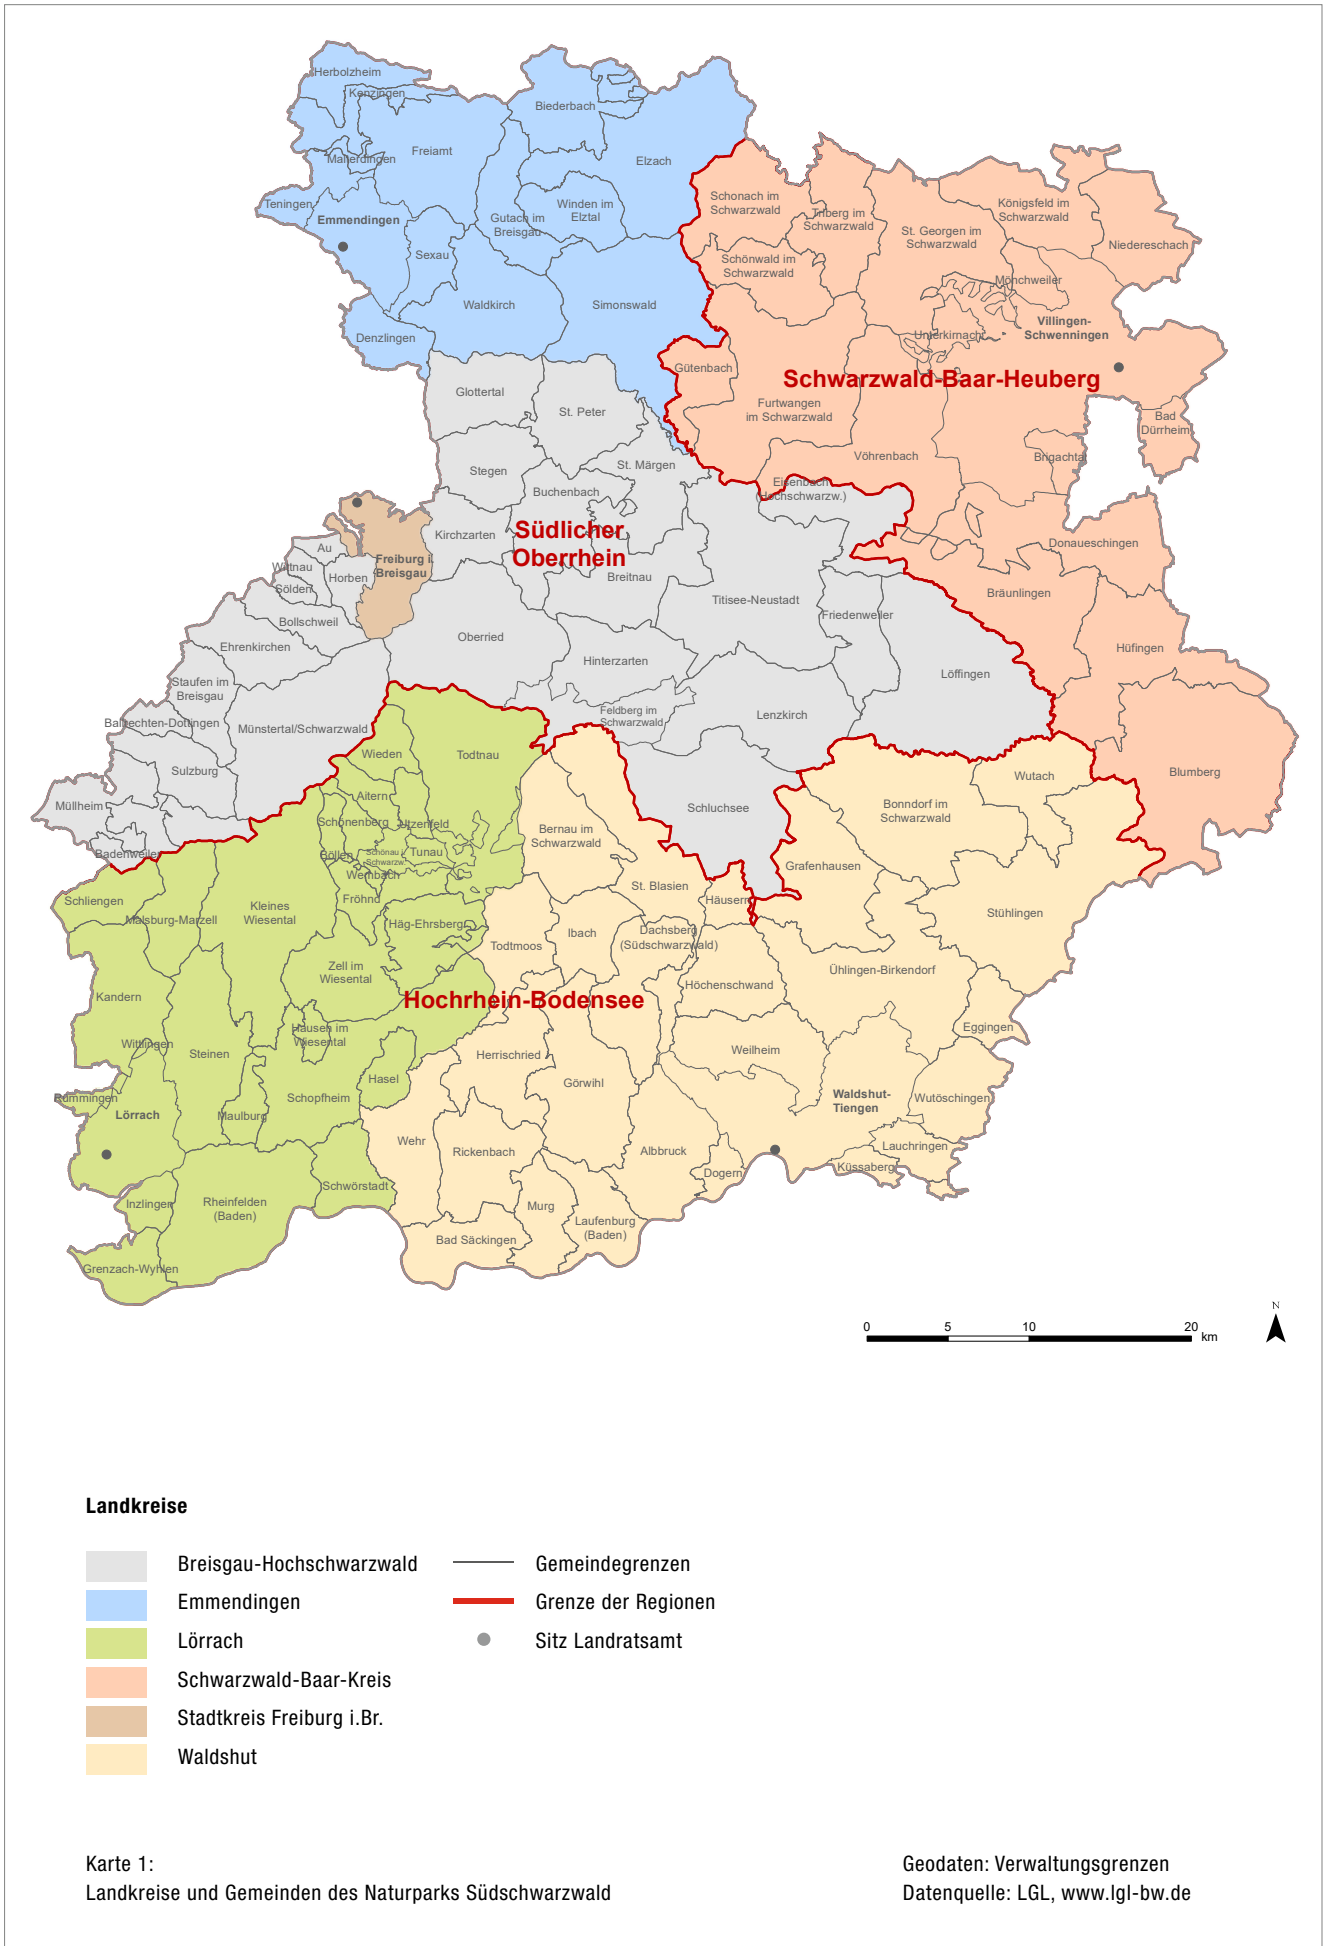 Herbolzheim
Kenzingen
Biederbach
Freiamt
Malterdingen
Elzach
Teningen
Emmendingen
Winden im
Elztal
Gutach im
Breisgau
Sexau
Waldkirch
Simonswald
Denzlingen
Schonach im
Schwarzwald
Triberg im
Schwarzwald
Königsfeld im
Schwarzwald
St. Georgen im
Schwarzwald
Niedereschach
Schönwald im
Schwarzwald
Mönchweiler
Villingen-
Schwenningen
Unterkirnach
Gütenbach
Schwarzwald-Baar-Heuberg
Furtwangen
im Schwarzwald
Bad
Dürrheim
Vöhrenbach
Brigachtal
Glottertal
St. Peter
Stegen
St. Märgen
Buchenbach
Eisenbach
(Hochschwarzw.)
Kirchzarten
Südlicher
Oberrhein
Donaueschingen
Au
Wittnau
Sölden
Horben
Freiburg i.
Breisgau
Breitnau
Bräunlingen
Titisee-Neustadt
Friedenweiler
Bollschweil
Ehrenkirchen
Oberried
Hinterzarten
Hüfingen
Löffingen
Staufen im
Breisgau
Feldberg im
Schwarzwald
Lenzkirch
Ballrechten-Dottingen
Münstertal/Schwarzwald
Wieden
Todtnau
Sulzburg
Blumberg
Wutach
Müllheim
Aitern
Schluchsee
Bonndorf im
Schwarzwald
Schönenberg
Utzenfeld
Bernau im
Schwarzwald
Badenweiler
Böllen
Schönau i.
Schwarzw.
Tunau
Wembach
Grafenhausen
St. Blasien
Schliengen
Kleines
Wiesental
Fröhnd
Häusern
Malsburg-Marzell
Häg-Ehrsberg
Stühlingen
Ibach
Dachsberg
(Südschwarzwald)
Todtmoos
Zell im
Wiesental
Ühlingen-Birkendorf
Höchenschwand
Kandern
Hochrhein-Bodensee
Hausen im
Wiesental
Eggingen
Wittlingen
Steinen
Herrischried
Weilheim
Hasel
Görwihl
Rümmingen
Lörrach
Maulburg
Schopfheim
Waldshut-
Tiengen
Wutöschingen
Wehr
Rickenbach
Albbruck
Lauchringen
Küssaberg
Dogern
Schwörstadt
Inzlingen
Rheinfelden
(Baden)
Murg
Laufenburg
(Baden)
Bad Säckingen
Grenzach-Wyhlen
N
0 5 10 20
km
Landkreise
Breisgau-Hochschwarzwald
Emmendingen
Lörrach
Schwarzwald-Baar-Kreis
Stadtkreis Freiburg i.Br.
Waldshut
Gemeindegrenzen
Grenze der Regionen
Sitz Landratsamt
Karte 1:
Landkreise und Gemeinden des Naturparks Südschwarzwald
Geodaten: Verwaltungsgrenzen
Datenquelle: LGL, www.lgl-bw.de